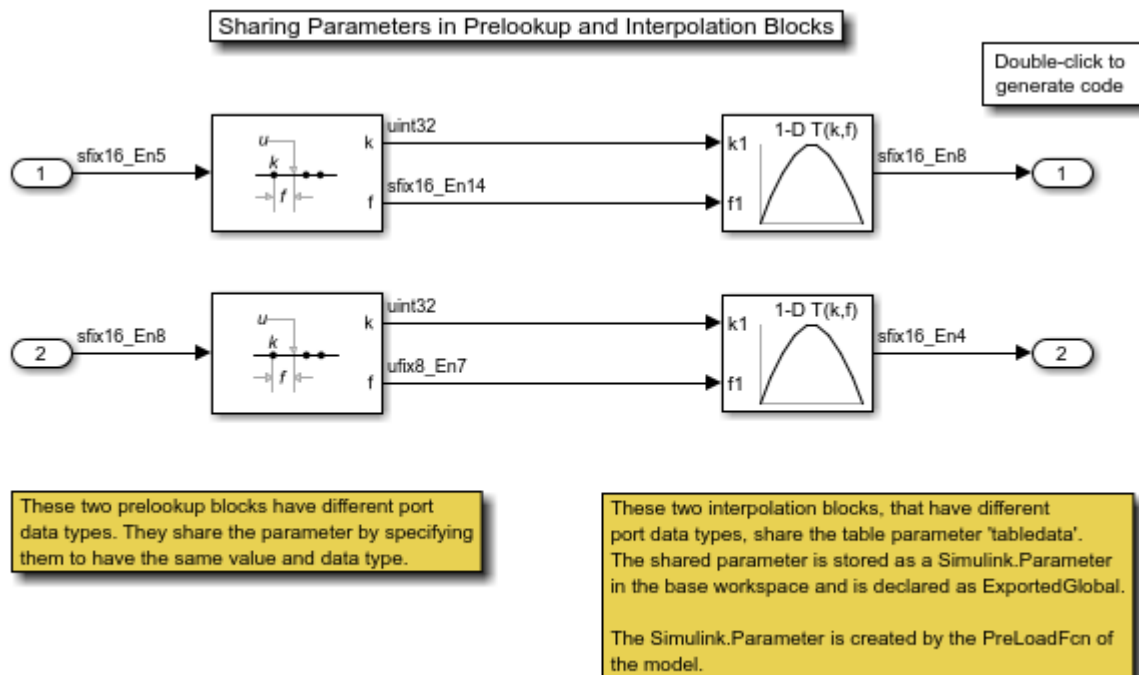 Sharing Parameters in Prelookup and Interpolation Blocks
Double-click to
generate code
1
sfix16_En5
u
k
f
k
f
uint32
sfix16_En14
1-D T(k,f)
k1
f1
sfix16_En8
1
2
sfix16_En8
u
k
f
k
f
uint32
ufix8_En7
1-D T(k,f)
k1
f1
sfix16_En4
2
These two prelookup blocks have different port
data types. They share the parameter by specifying
them to have the same value and data type.
These two interpolation blocks, that have different
port data types, share the table parameter 'tabledata'.
The shared parameter is stored as a Simulink.Parameter
in the base workspace and is declared as ExportedGlobal.
The Simulink.Parameter is created by the PreLoadFcn of
the model.